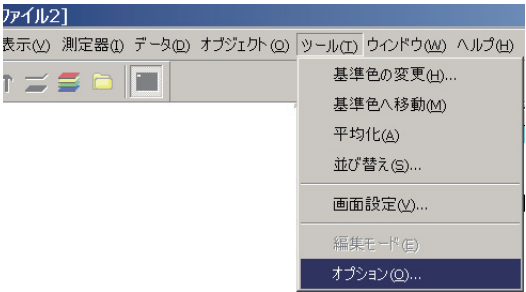 ファイル2]
表示(V) 測定器(I) データ(D) オブジェクト(O) ツール(T) ウィンドウ(W) ヘルプ(H)
基準色の変更(H)...
基準色へ移動(M)
平均化(A)
並び替え(S)...
画面設定(V)...
編集モード(E)
オプション(O)...